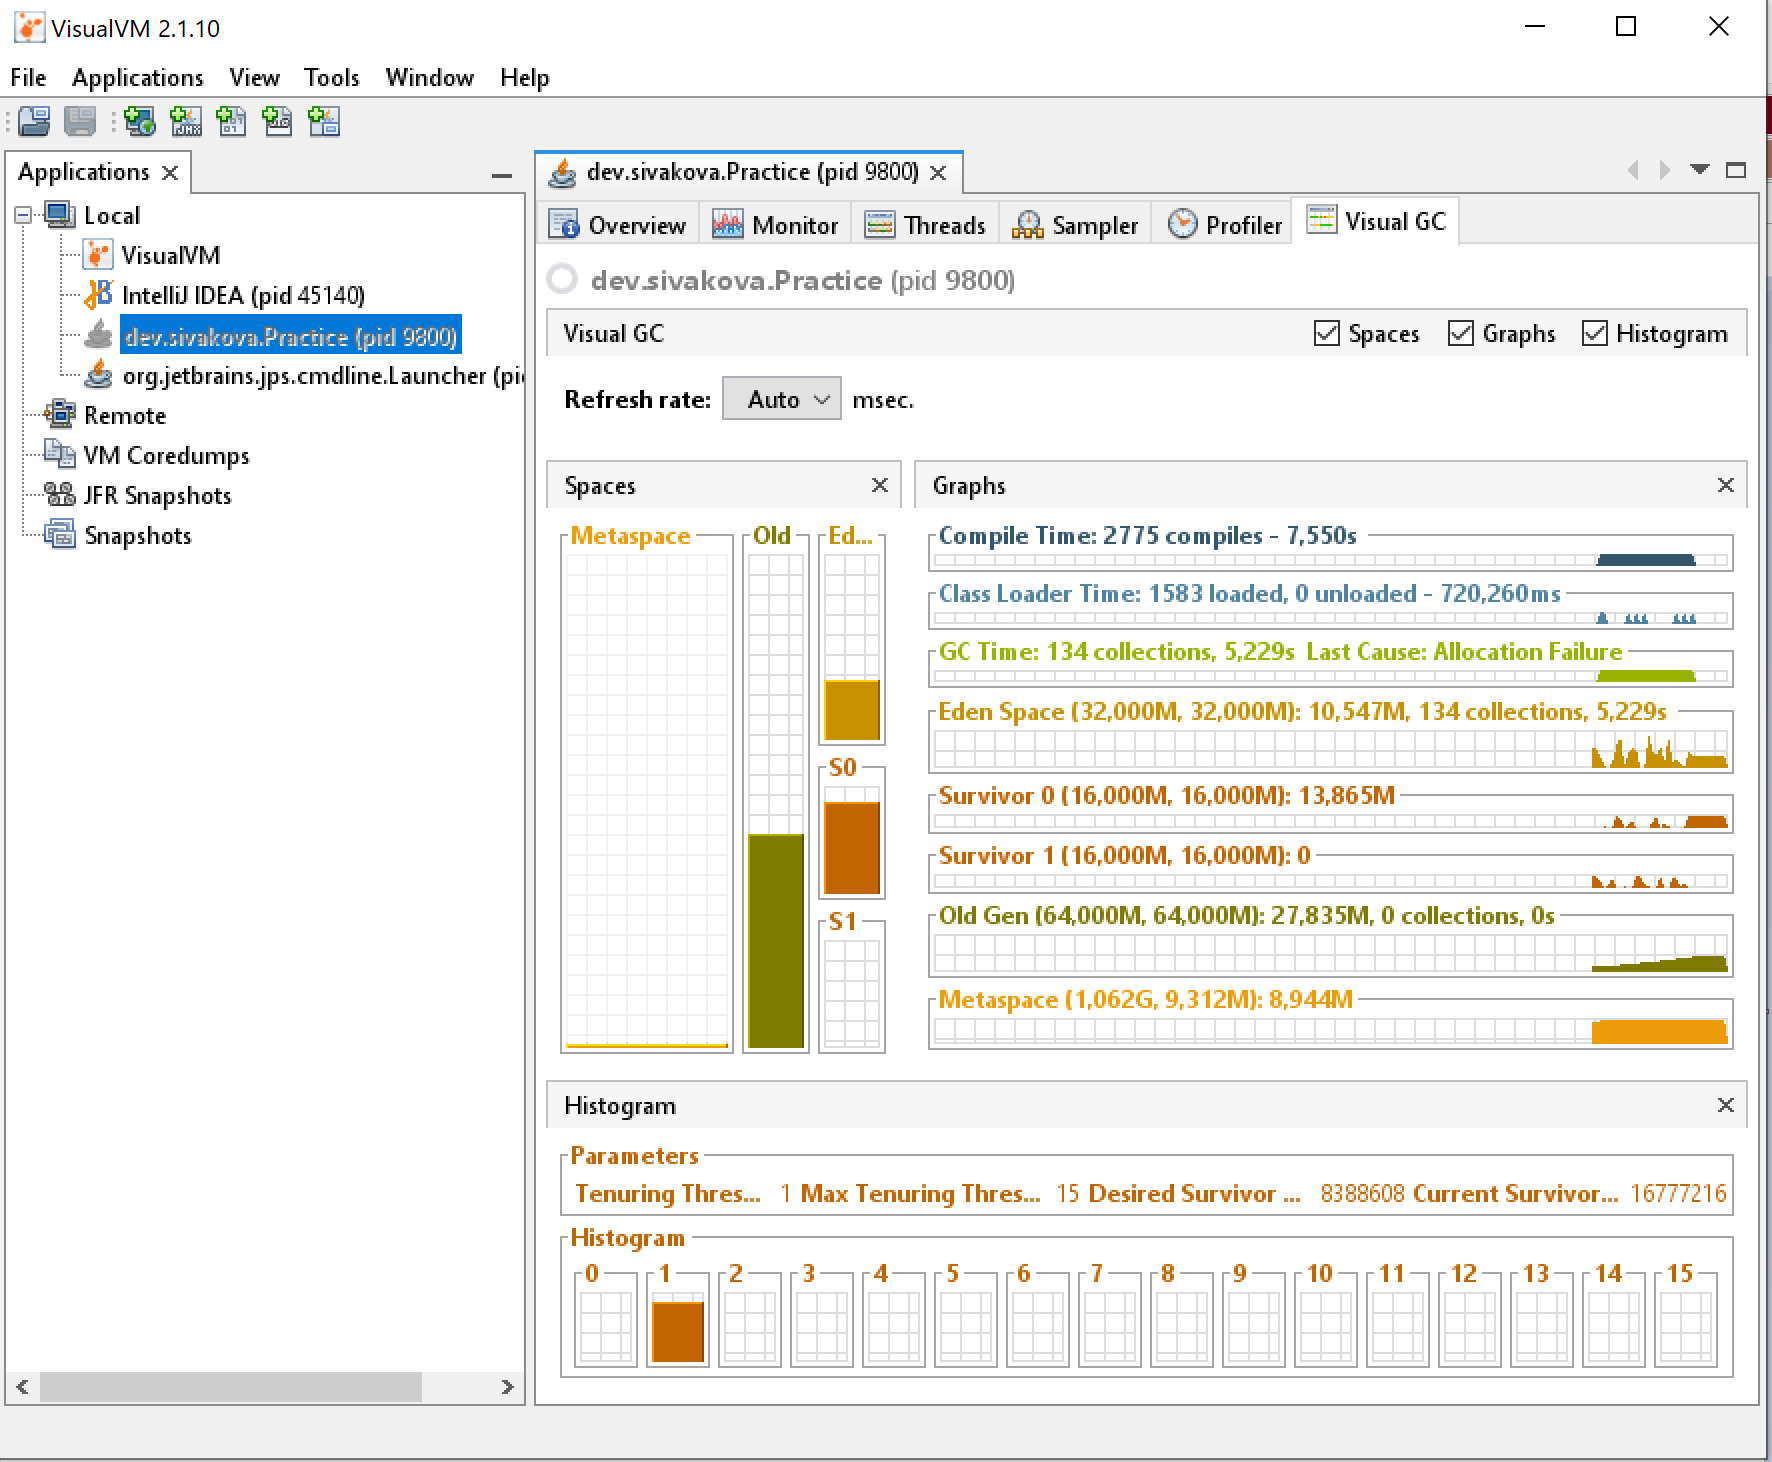 VisualVM 2.1.10
File Applications View Tools Window Help
Applications
Local
VisualVM
IntelliJ IDEA (pid 45140)
dev.sivakova.Practice (pid 9800)
org.jetbrains.jps.cmdline.Launcher (pi
Remote
VM Coredumps
JFR Snapshots
Snapshots
dev.sivakova.Practice (pid 9800)
Overview Monitor Threads Sampler Profiler Visual GC
dev.sivakova.Practice (pid 9800)
Visual GC Spaces Graphs Histogram
Refresh rate: Auto msec.
Spaces
Metaspace Old Ed...
S0
S1
Graphs
Compile Time: 2775 compiles - 7,550s
Class Loader Time: 1583 loaded, 0 unloaded - 720,260ms
GC Time: 134 collections, 5,229s Last Cause: Allocation Failure
Eden Space (32,000M, 32,000M): 10,547M, 134 collections, 5,229s
Survivor 0 (16,000M, 16,000M): 13,865M
Survivor 1 (16,000M, 16,000M): 0
Old Gen (64,000M, 64,000M): 27,835M, 0 collections, 0s
Metaspace (1,062G, 9,312M): 8,944M
Histogram
Parameters
Tenuring Thres... 1 Max Tenuring Thres... 15 Desired Survivor ... 8388608 Current Survivor... 16777216
Histogram
0 1 2 3 4 5 6 7 8 9 10 11 12 13 14 15